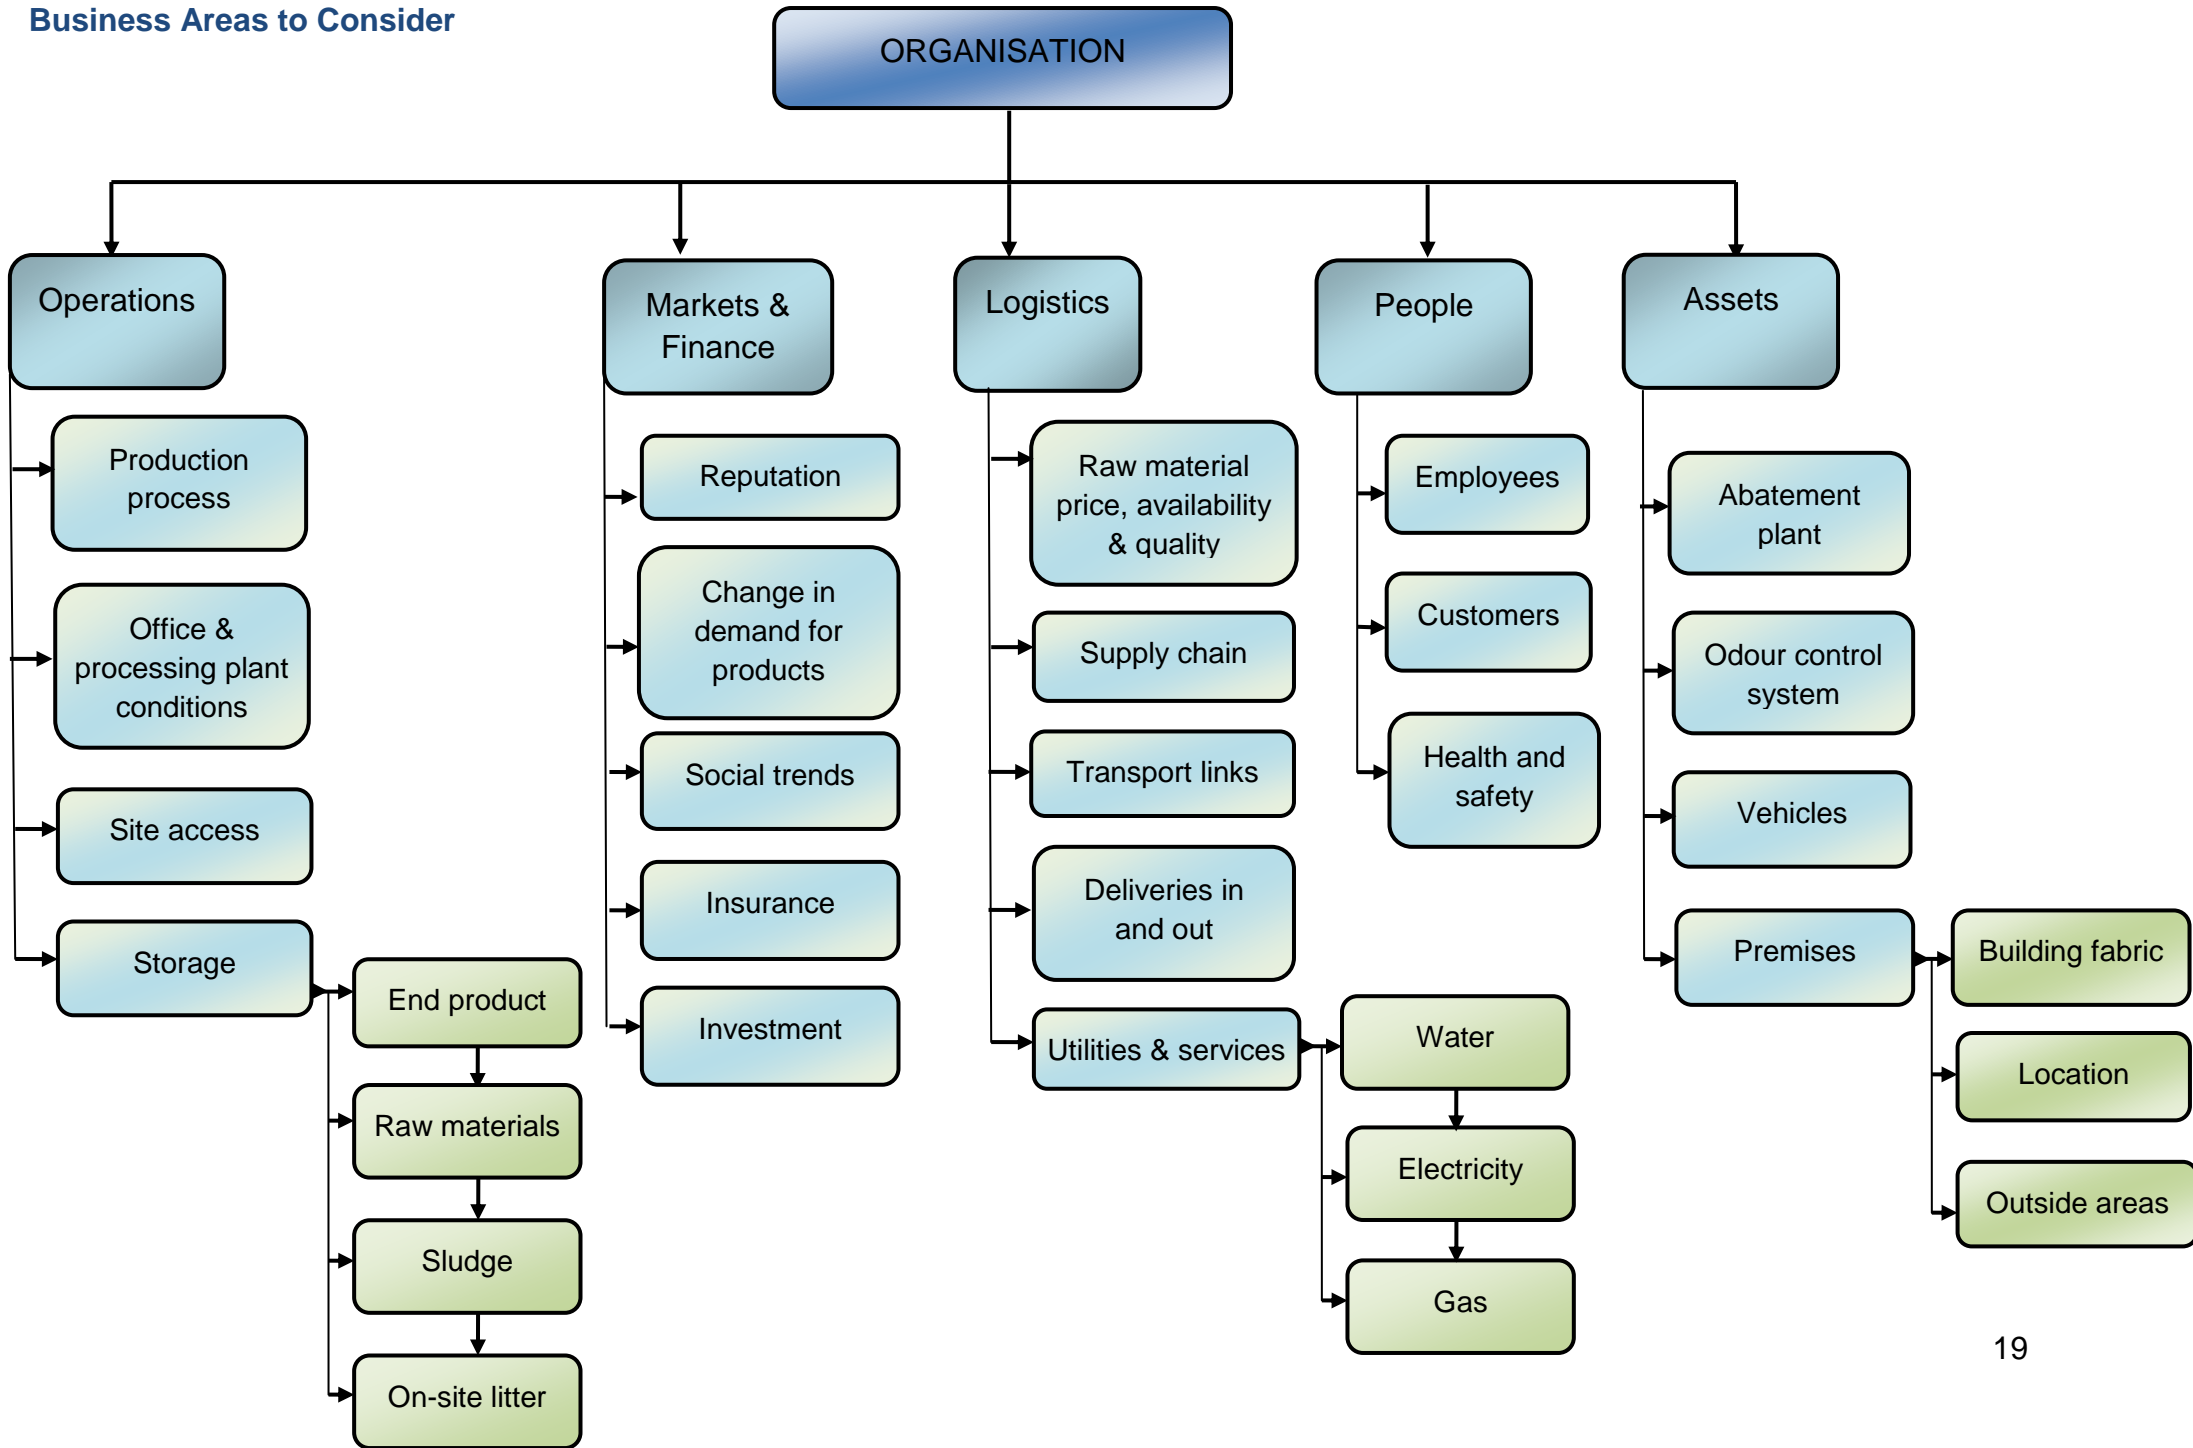 Business Areas to Consider
ORGANISATION
Operations
Production
process
Office &
processing plant
conditions
Site access
Storage
End product
Raw materials
Sludge
On-site litter
Markets &
Finance
Reputation
Change in
demand for
products
Social trends
Insurance
Investment
Logistics
Raw material
price, availability
& quality
Supply chain
Transport links
Deliveries in
and out
Utilities & services
Water
Electricity
Gas
People
Employees
Customers
Health and
safety
Assets
Abatement
plant
Odour control
system
Vehicles
Premises
Building fabric
Location
Outside areas
19